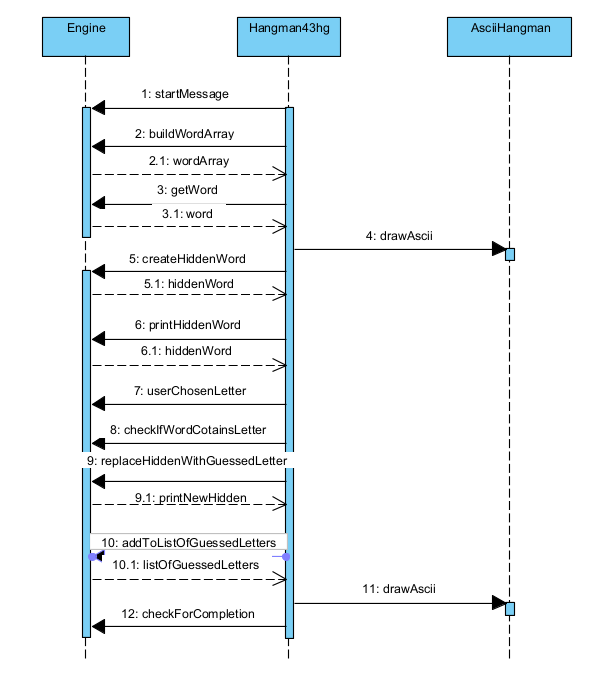 Engine
Hangman43hg
AsciiHangman
1: startMessage
2: buildWordArray
2.1: wordArray
3: getWord
3.1: word
4: drawAscii
5: createHiddenWord
5.1: hiddenWord
6: printHiddenWord
6.1: hiddenWord
7: userChosenLetter
8: checkIfWordCotainsLetter
9: replaceHiddenWithGuessedLetter
9.1: printNewHidden
10: addToListOfGuessedLetters
10.1: listOfGuessedLetters
11: drawAscii
12: checkForCompletion